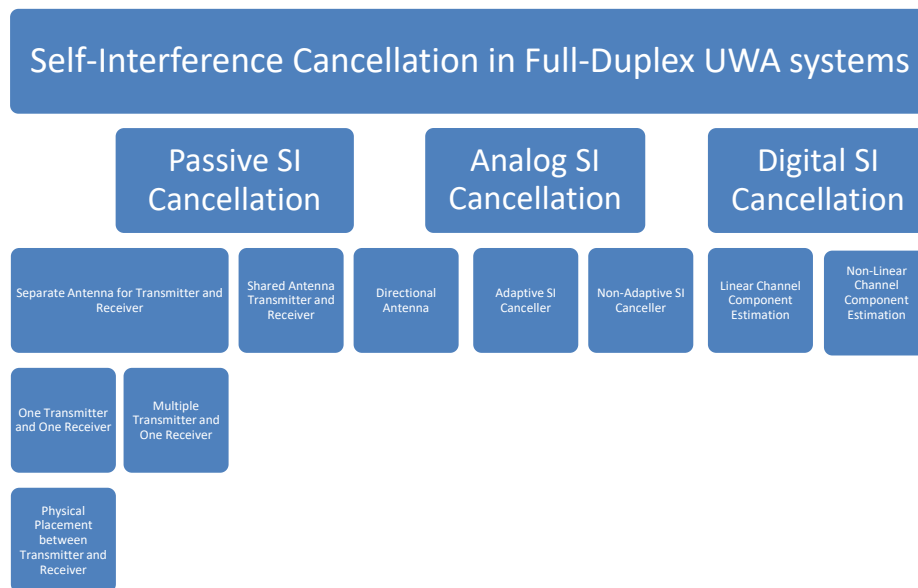 Self-Interference Cancellation in Full-Duplex UWA systems
Passive SI
Cancellation
Analog SI
Cancellation
Digital SI
Cancellation
Separate Antenna for Transmitter and
Receiver
Shared Antenna
Transmitter and
Receiver
Directional
Antenna
Adaptive SI
Canceller
Non-Adaptive SI
Canceller
Linear Channel
Component
Estimation
Non-Linear
Channel
Component
Estimation
One Transmitter
and One Receiver
Multiple
Transmitter and
One Receiver
Physical
Placement
between
Transmitter and
Receiver